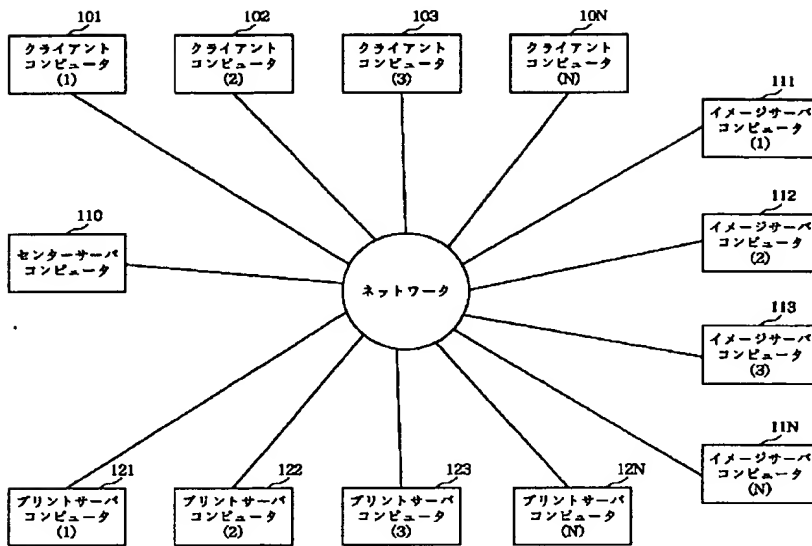 101
クライアント
コンピュータ
(1)
102
クライアント
コンピュータ
(2)
103
クライアント
コンピュータ
(3)
10N
クライアント
コンピュータ
(N)
111
イメージサーバ
コンピュータ
(1)
110
センターサーバ
コンピュータ
112
イメージサーバ
コンピュータ
(2)
ネットワーク
113
イメージサーバ
コンピュータ
(3)
11N
イメージサーバ
コンピュータ
(N)
121
プリントサーバ
コンピュータ
(1)
122
プリントサーバ
コンピュータ
(2)
123
プリントサーバ
コンピュータ
(3)
12N
プリントサーバ
コンピュータ
(N)